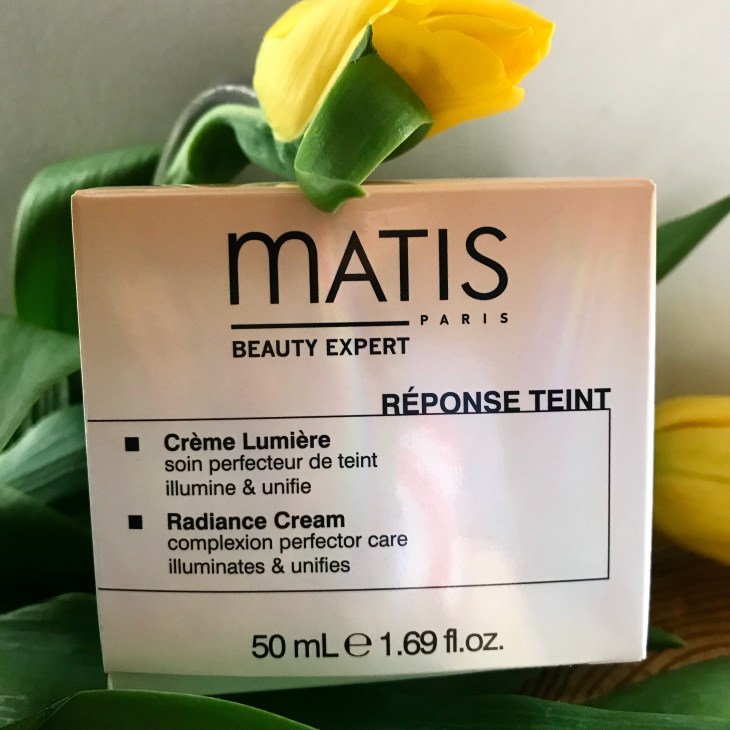 MATIS
PARIS
BEAUTY EXPERT
RÉPONSE TEINT
■ Crème Lumière
soin perfecteur de teint
illumine & unifie
■ Radiance Cream
complexion perfector care
illuminates & unifies
50 mL ℮ 1.69 fl.oz.